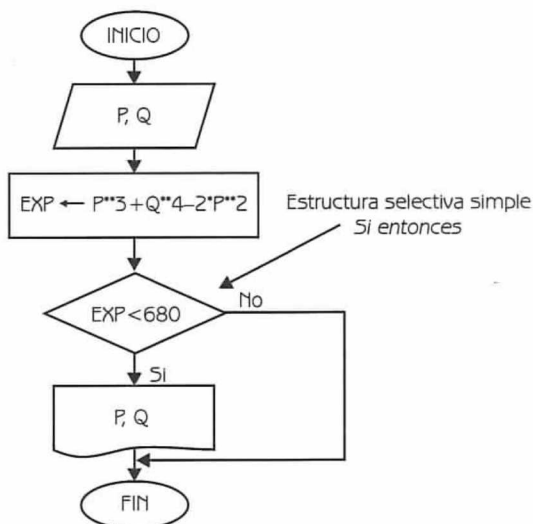 INICIO
P, Q
EXP ← P**3+Q**4–2*P**2
Estructura selectiva simple
Si entonces
EXP<680
No
Si
P, Q
FIN